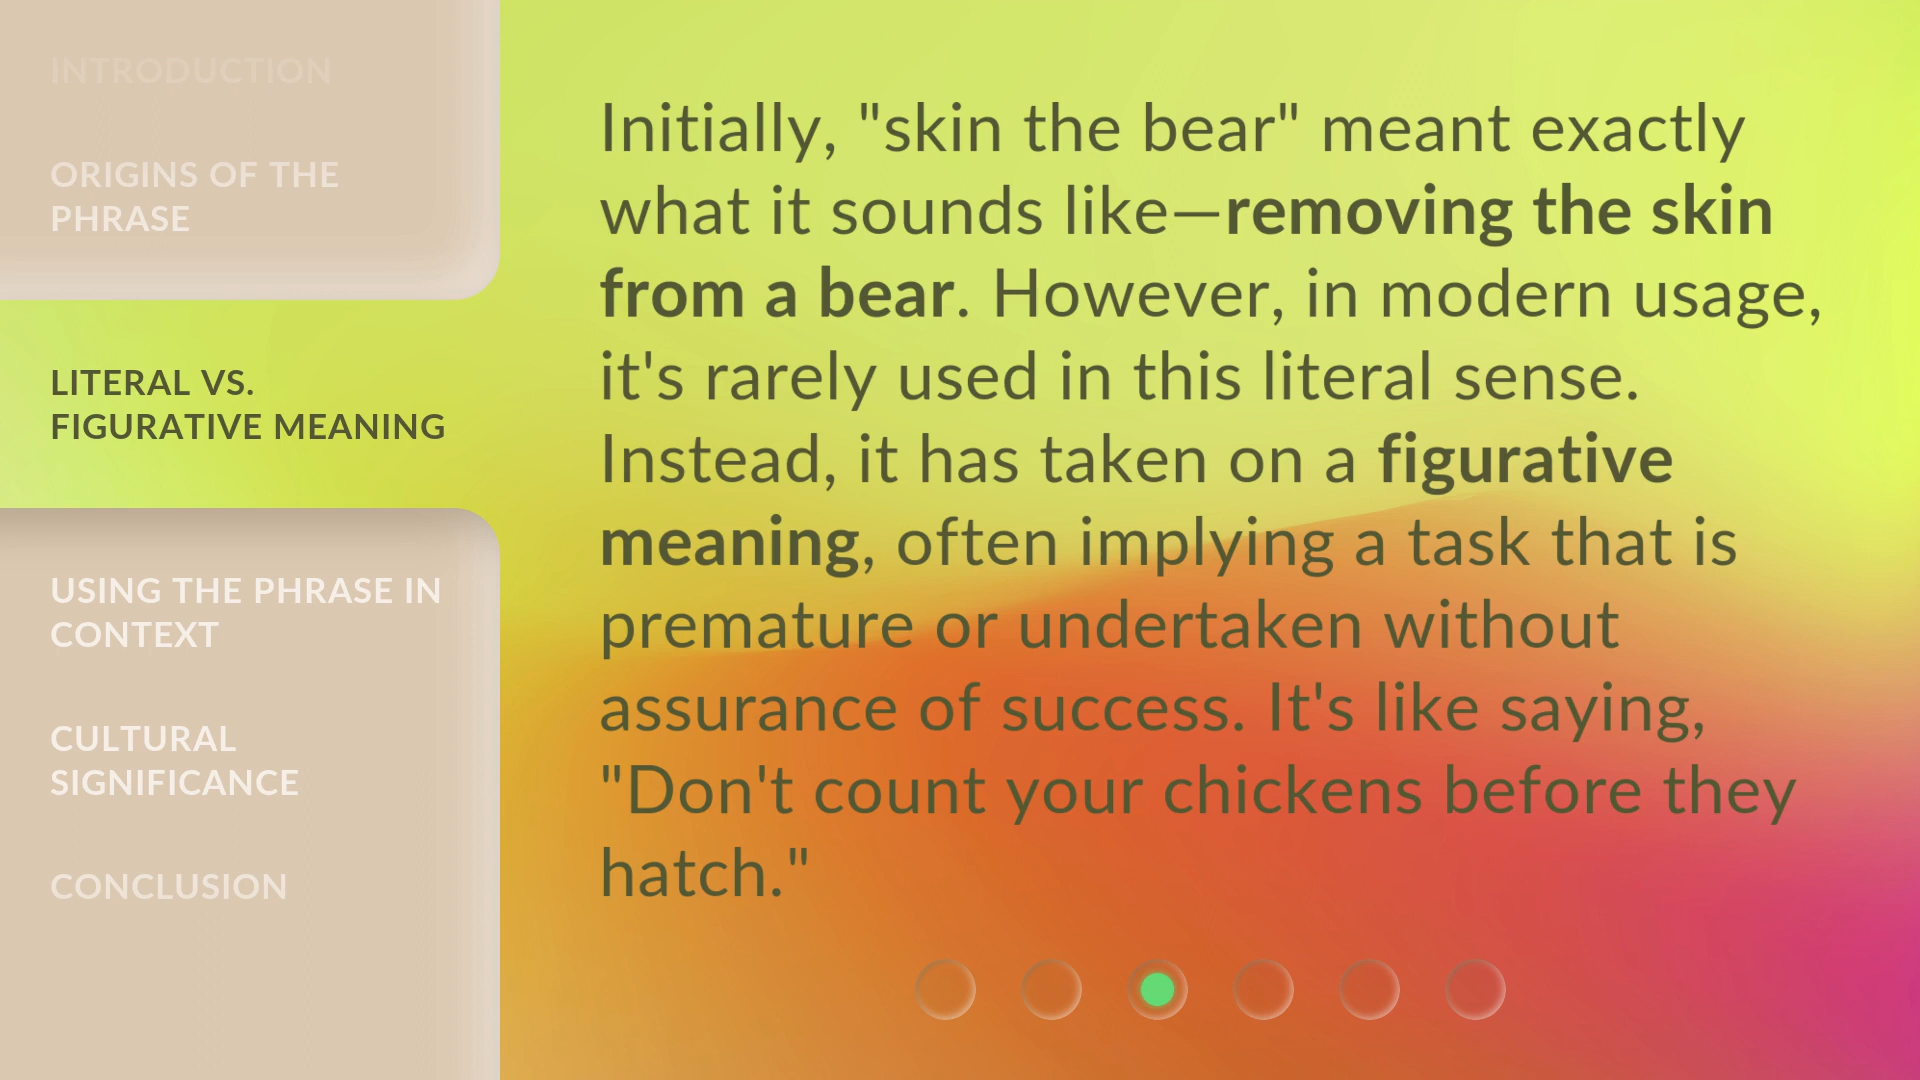 INTRODUCTION
ORIGINS OF THE
PHRASE
LITERAL VS.
FIGURATIVE MEANING
USING THE PHRASE IN
CONTEXT
CULTURAL
SIGNIFICANCE
CONCLUSION
Initially, "skin the bear" meant exactly
what it sounds like—removing the skin
from a bear. However, in modern usage,
it's rarely used in this literal sense.
Instead, it has taken on a figurative
meaning, often implying a task that is
premature or undertaken without
assurance of success. It's like saying,
"Don't count your chickens before they
hatch."